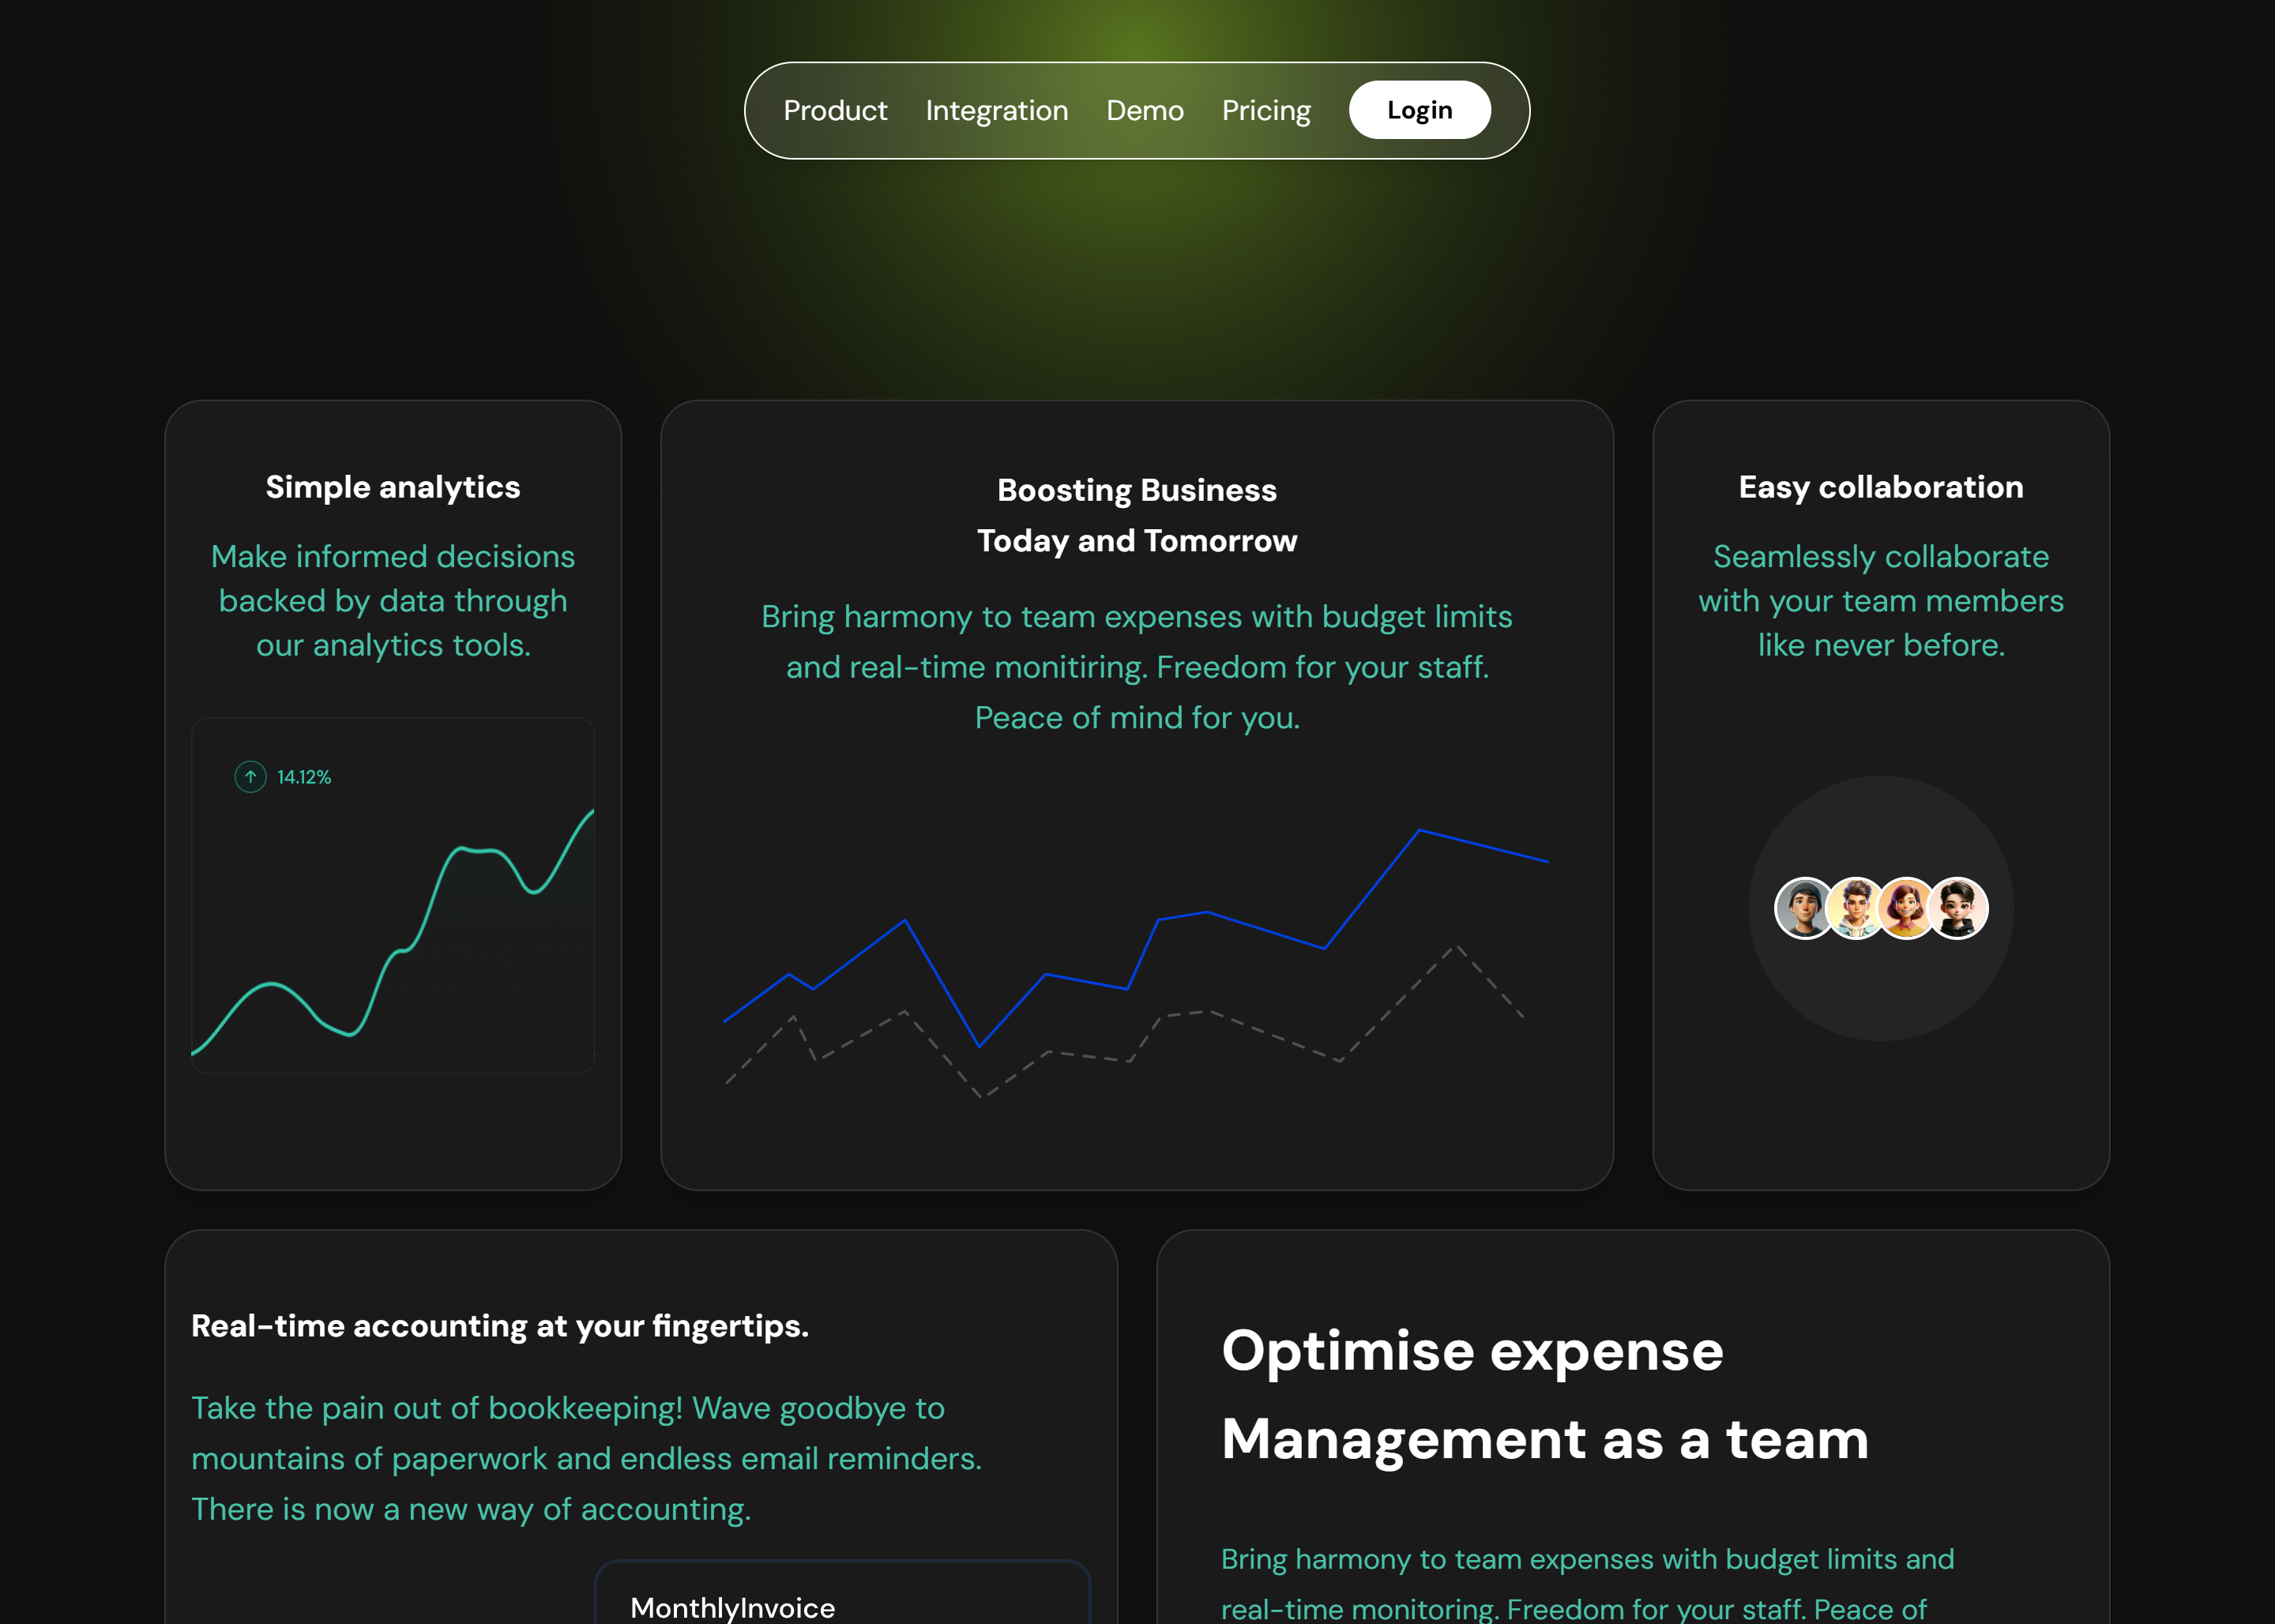 Product Integration Demo Pricing Login
Simple analytics
Make informed decisions
backed by data through
our analytics tools.
14.12%
Boosting Business
Today and Tomorrow
Bring harmony to team expenses with budget limits
and real-time monitiring. Freedom for your staff.
Peace of mind for you.
Easy collaboration
Seamlessly collaborate
with your team members
like never before.
Real-time accounting at your fingertips.
Take the pain out of bookkeeping! Wave goodbye to
mountains of paperwork and endless email reminders.
There is now a new way of accounting.
MonthlyInvoice
Optimise expense
Management as a team
Bring harmony to team expenses with budget limits and
real-time monitoring. Freedom for your staff. Peace of